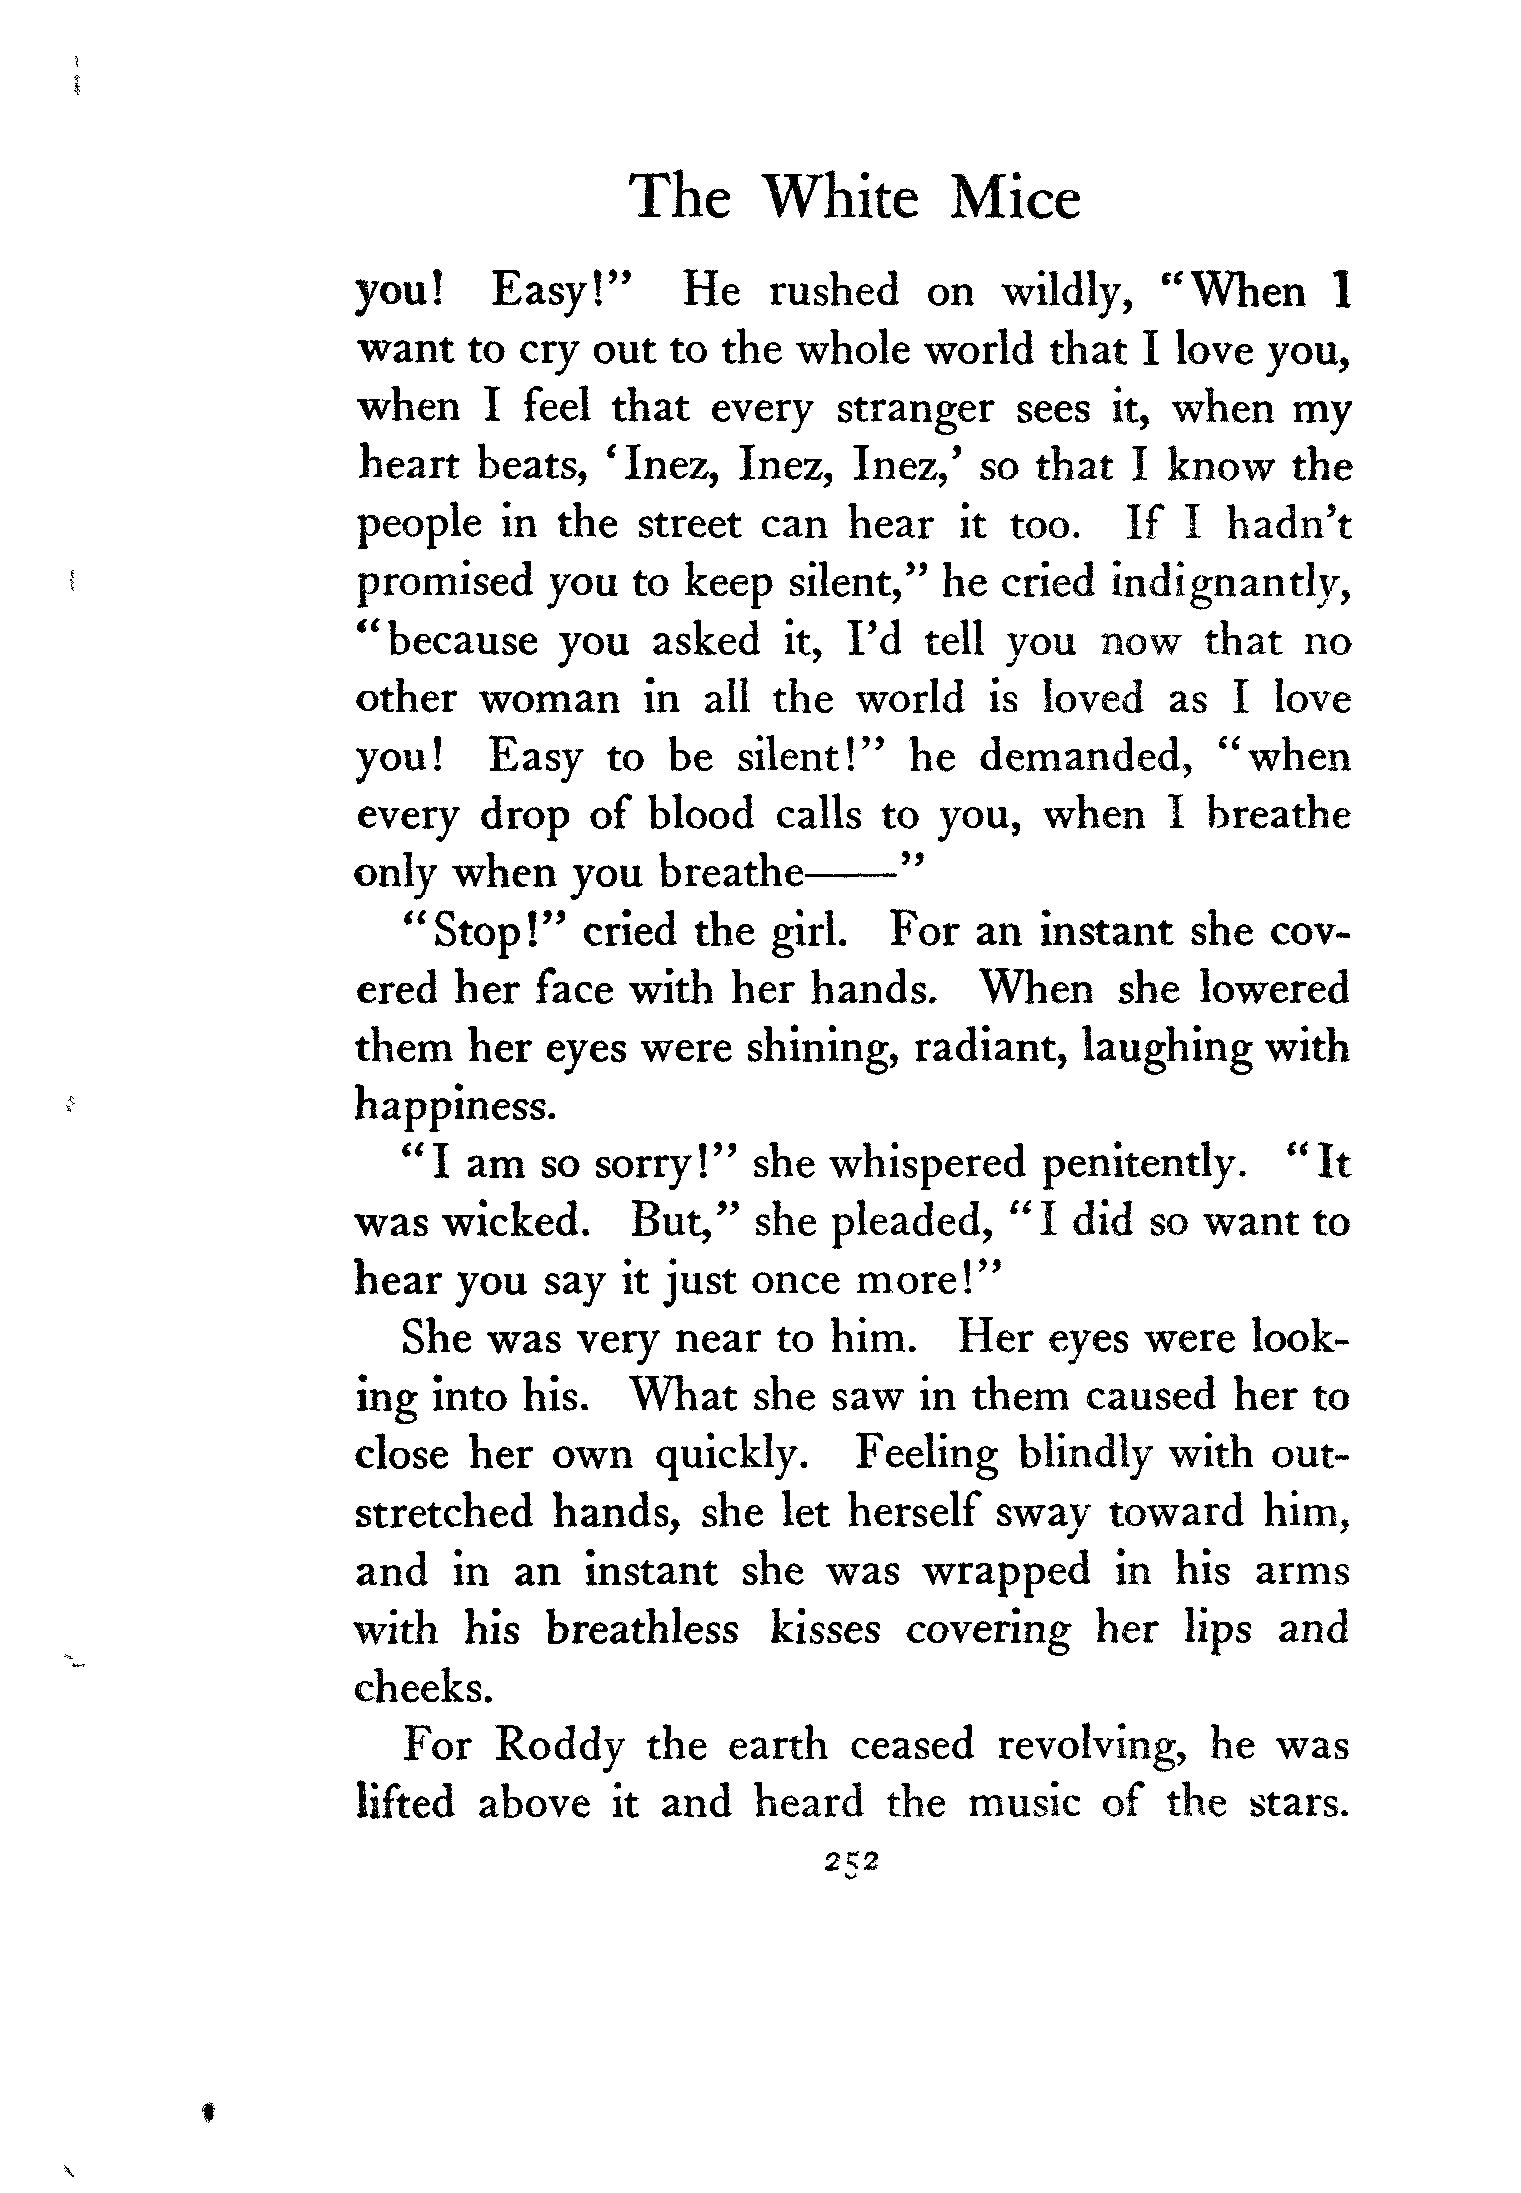 The White Mice
you! Easy!” He rushed on wildly, “When I
want to cry out to the whole world that I love you,
when I feel that every stranger sees it, when my
heart beats, ‘Inez, Inez, Inez,’ so that I know the
people in the street can hear it too. If I hadn’t
promised you to keep silent,” he cried indignantly,
“because you asked it, I’d tell you now that no
other woman in all the world is loved as I love
you! Easy to be silent!” he demanded, “when
every drop of blood calls to you, when I breathe
only when you breathe——”
“Stop!” cried the girl. For an instant she cov-
ered her face with her hands. When she lowered
them her eyes were shining, radiant, laughing with
happiness.
“I am so sorry!” she whispered penitently. “It
was wicked. But,” she pleaded, “I did so want to
hear you say it just once more!”
She was very near to him. Her eyes were look-
ing into his. What she saw in them caused her to
close her own quickly. Feeling blindly with out-
stretched hands, she let herself sway toward him,
and in an instant she was wrapped in his arms
with his breathless kisses covering her lips and
cheeks.
For Roddy the earth ceased revolving, he was
lifted above it and heard the music of the stars.
252